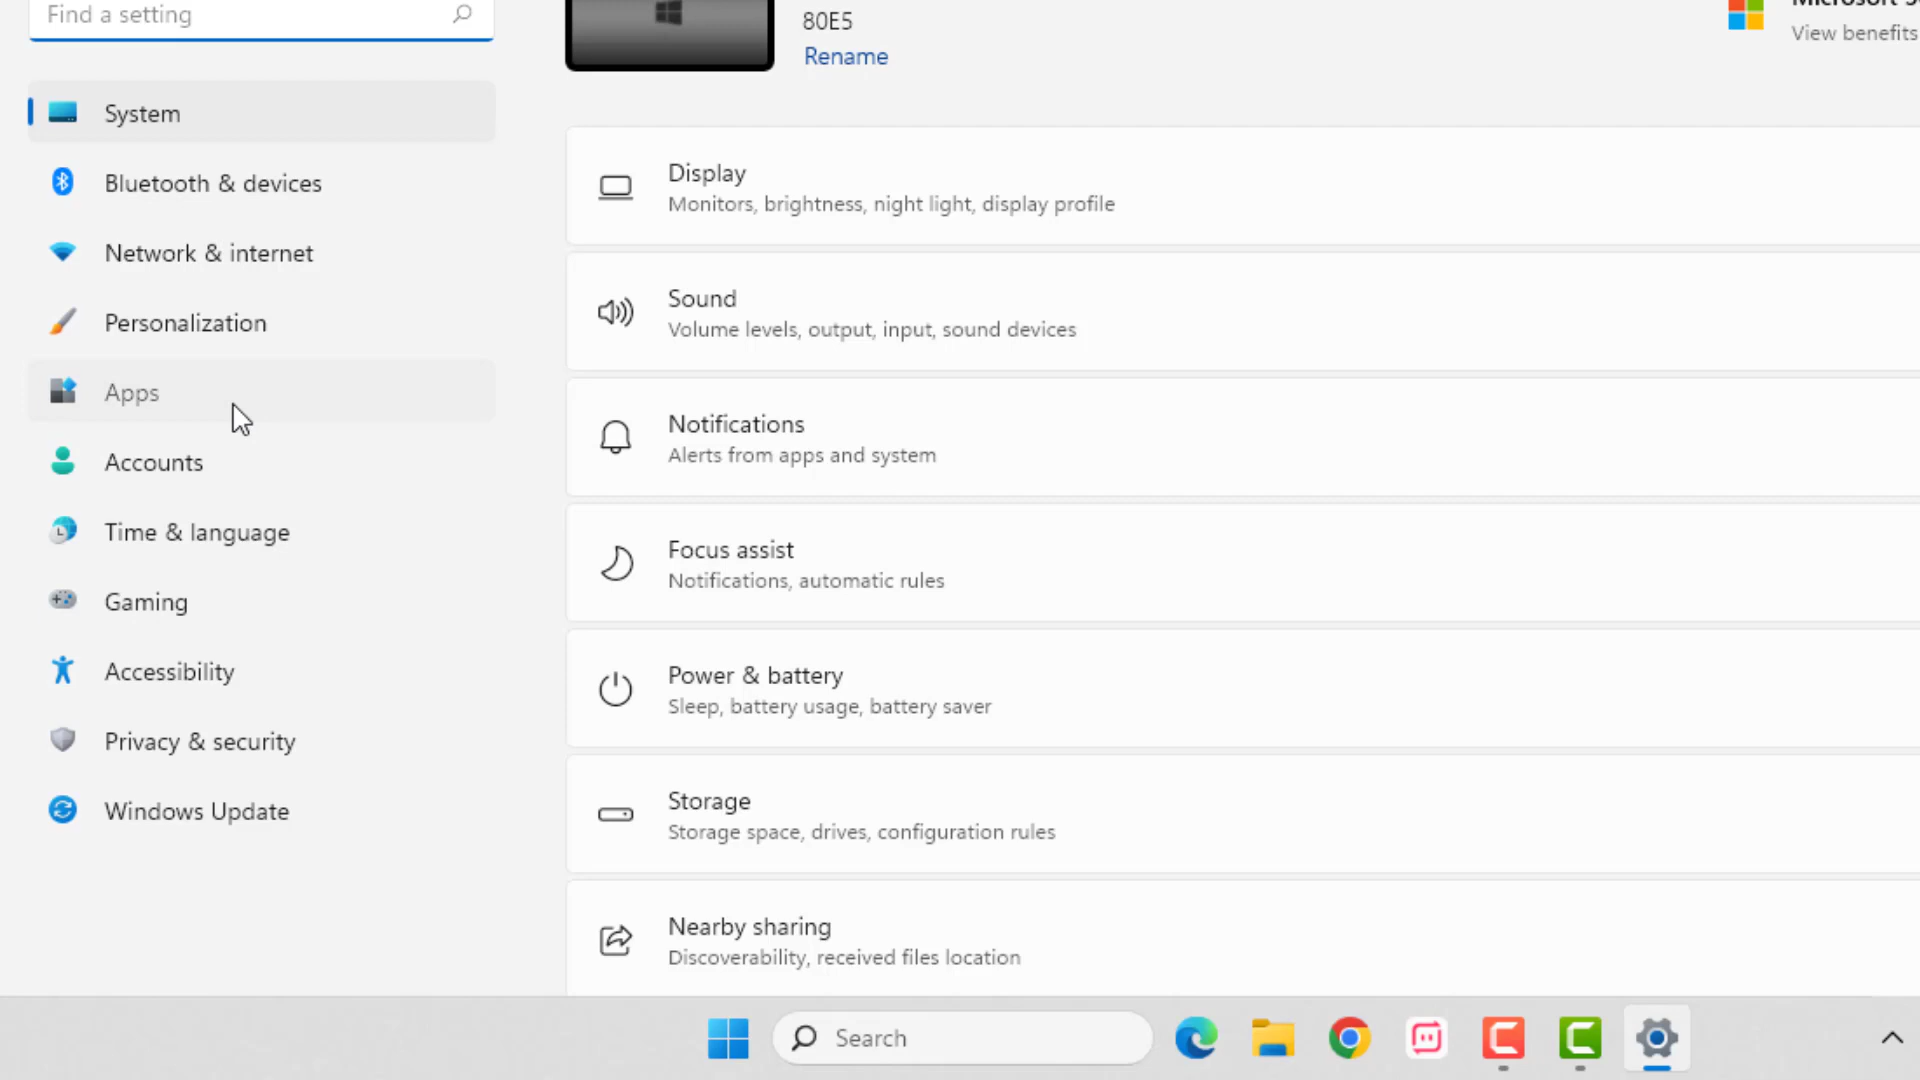 Find a setting
System
Bluetooth & devices
Network & internet
Personalization
Apps
Accounts
Time & language
Gaming
Accessibility
Privacy & security
Windows Update
80E5
Rename
View benefits
Display
Monitors, brightness, night light, display profile
Sound
Volume levels, output, input, sound devices
Notifications
Alerts from apps and system
Focus assist
Notifications, automatic rules
Power & battery
Sleep, battery usage, battery saver
Storage
Storage space, drives, configuration rules
Nearby sharing
Discoverability, received files location
Search